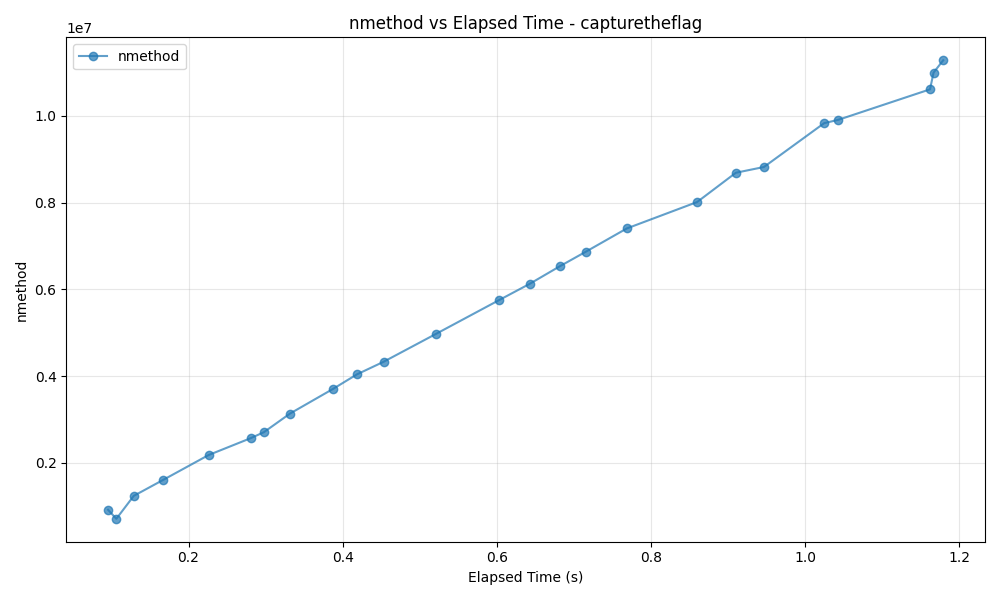 nmethod vs Elapsed Time - capturetheflag
1e7
nmethod
1.0
0.8
0.6
0.4
0.2
nmethod
0.2 0.4 0.6 0.8 1.0 1.2
Elapsed Time (s)